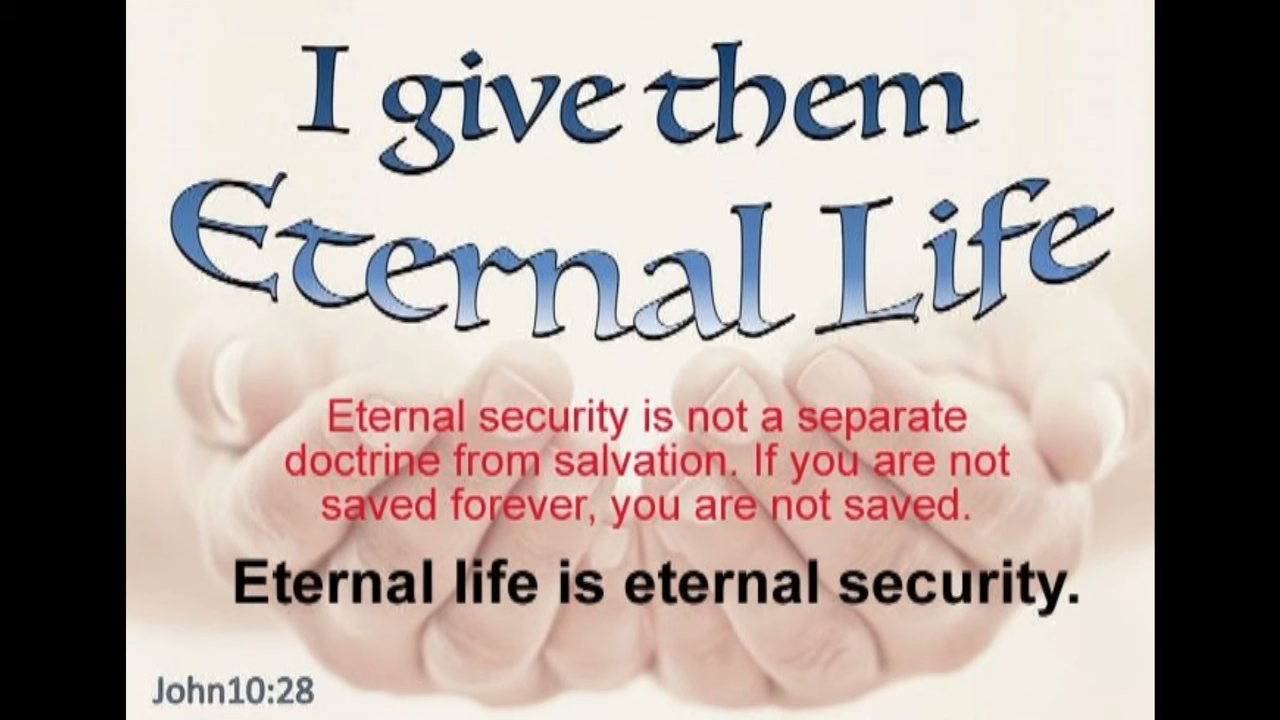 I give them
Eternal Life
Eternal security is not a separate
doctrine from salvation. If you are not
saved forever, you are not saved.
Eternal life is eternal security.
John10:28